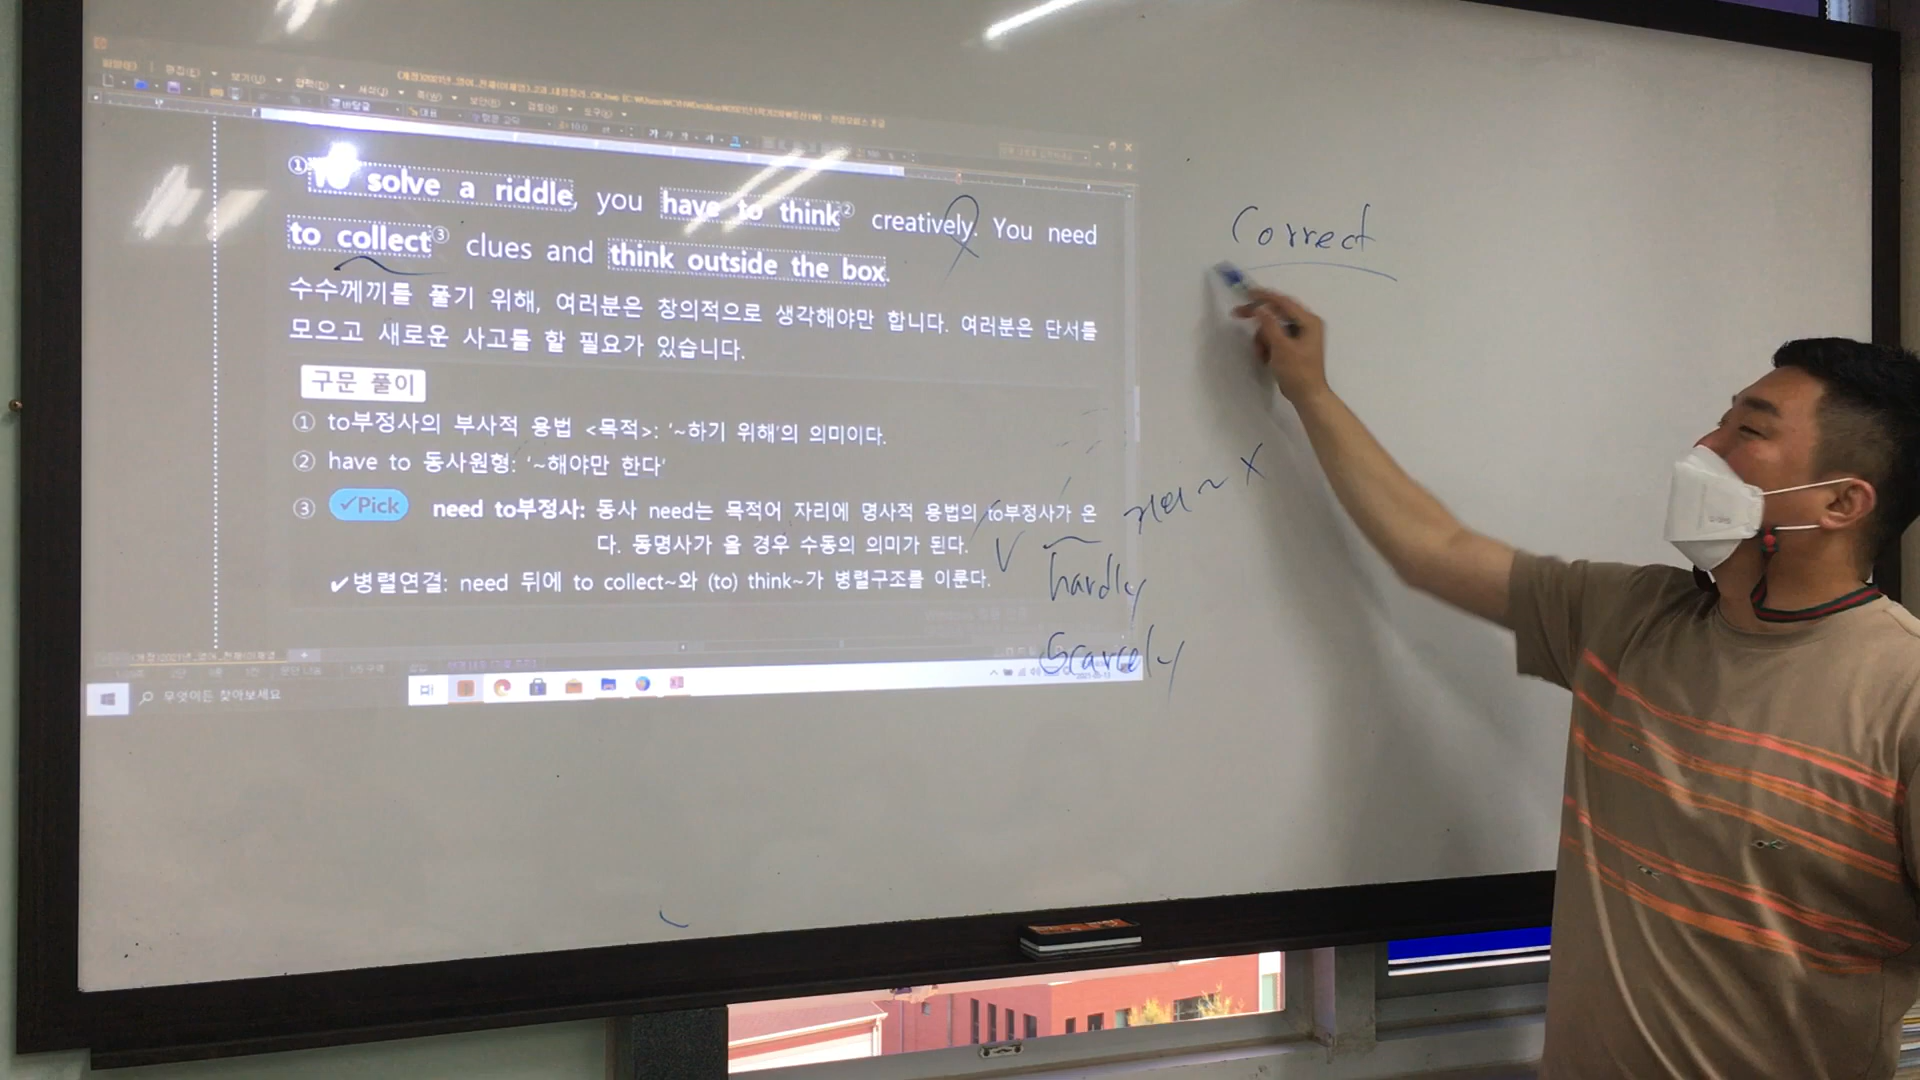 ① To solve a riddle, you have to think② creatively. You need
to collect③ clues and think outside the box.
수수께끼를 풀기 위해, 여러분은 창의적으로 생각해야만 합니다. 여러분은 단서를
모으고 새로운 사고를 할 필요가 있습니다.
구문 풀이
① to부정사의 부사적 용법 <목적>: ‘~하기 위해’의 의미이다.
② have to 동사원형: ‘~해야만 한다’
③ ✓Pick need to부정사: 동사 need는 목적어 자리에 명사적 용법의 to부정사가 온
다. 동명사가 올 경우 수동의 의미가 된다.
✔병렬연결: need 뒤에 to collect~와 (to) think~가 병렬구조를 이룬다.
무엇이든 찾아보세요
Correct
거의 ~ X
hardly
Scarcely